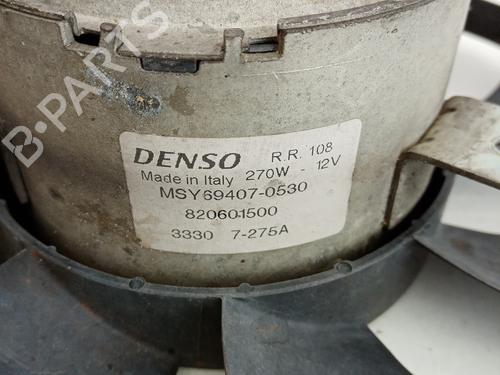 B-PARTS
DENSO R.R. 108
Made in Italy 270W - 12V
MSY69407-0530
820601500
3330 7-275A